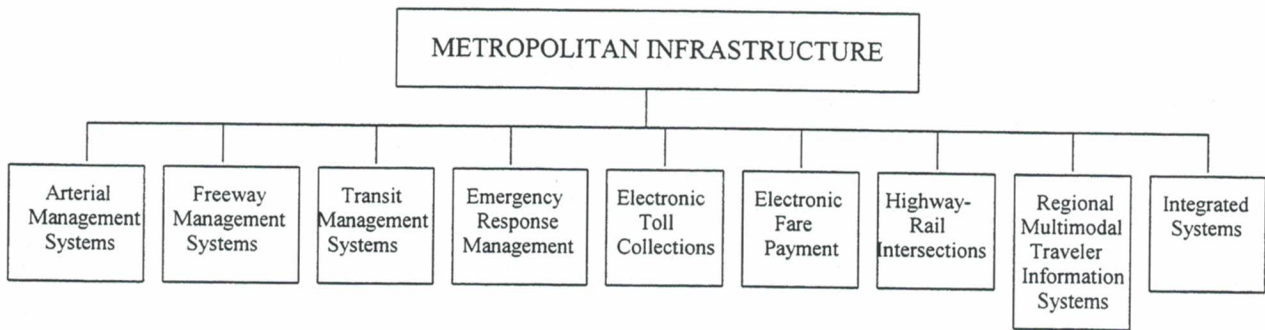 METROPOLITAN INFRASTRUCTURE
Arterial
Management
Systems
Freeway
Management
Systems
Transit
Management
Systems
Emergency
Response
Management
Electronic
Toll
Collections
Electronic
Fare
Payment
Highway-
Rail
Intersections
Regional
Multimodal
Traveler
Information
Systems
Integrated
Systems